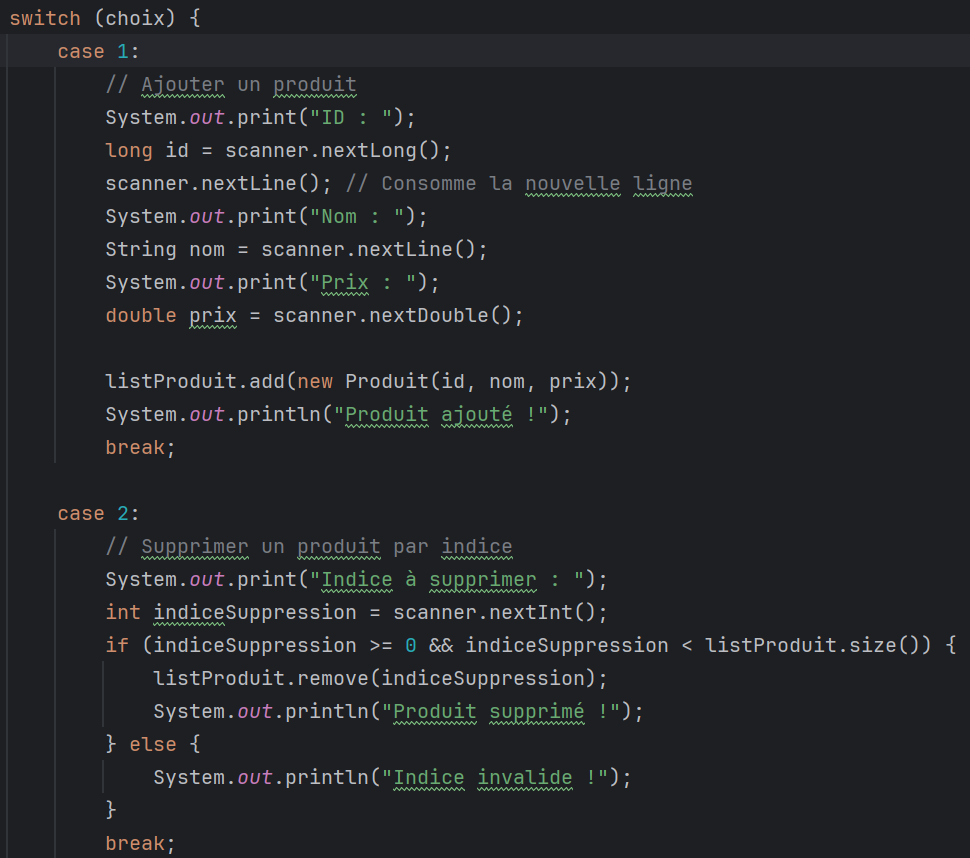 switch (choix) {
case 1:
// Ajouter un produit
System.out.print("ID : ");
long id = scanner.nextLong();
scanner.nextLine(); // Consomme la nouvelle ligne
System.out.print("Nom : ");
String nom = scanner.nextLine();
System.out.print("Prix : ");
double prix = scanner.nextDouble();
listProduit.add(new Produit(id, nom, prix));
System.out.println("Produit ajouté !");
break;
case 2:
// Supprimer un produit par indice
System.out.print("Indice à supprimer : ");
int indiceSuppression = scanner.nextInt();
if (indiceSuppression >= 0 && indiceSuppression < listProduit.size()) {
listProduit.remove(indiceSuppression);
System.out.println("Produit supprimé !");
} else {
System.out.println("Indice invalide !");
}
break;